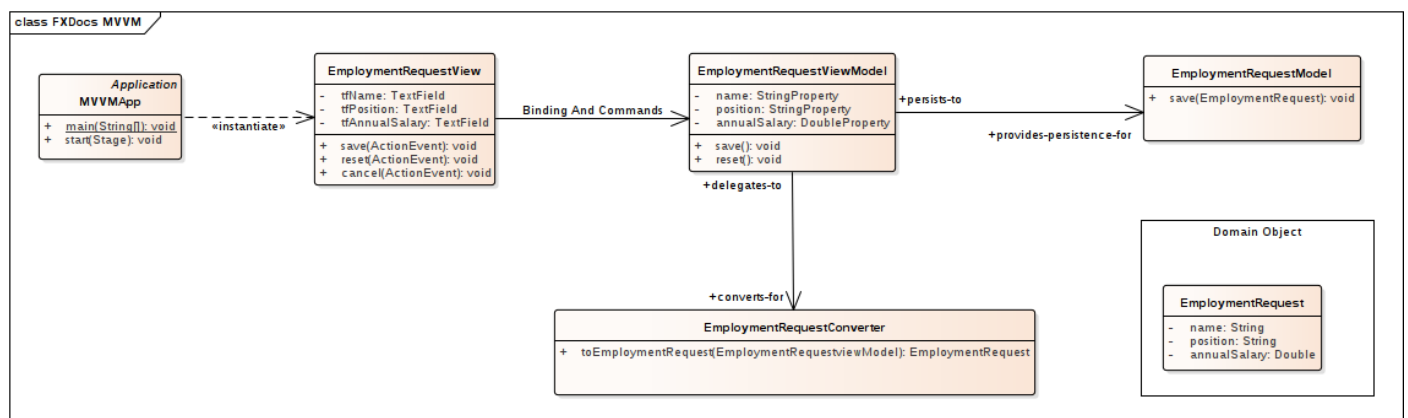 class FXDocs MVVM
Application
MVVMApp
+ main(String[]): void
+ start(Stage): void
«instantiate»
EmploymentRequestView
- tfName: TextField
- tfPosition: TextField
- tfAnnualSalary: TextField
+ save(ActionEvent): void
+ reset(ActionEvent): void
+ cancel(ActionEvent): void
Binding And Commands
EmploymentRequestViewModel
- name: StringProperty
- position: StringProperty
- annualSalary: DoubleProperty
+ save(): void
+ reset(): void
+persists-to
+provides-persistence-for
EmploymentRequestModel
+ save(EmploymentRequest): void
+delegates-to
+converts-for
EmploymentRequestConverter
+ toEmploymentRequest(EmploymentRequestviewModel): EmploymentRequest
Domain Object
EmploymentRequest
- name: String
- position: String
- annualSalary: Double